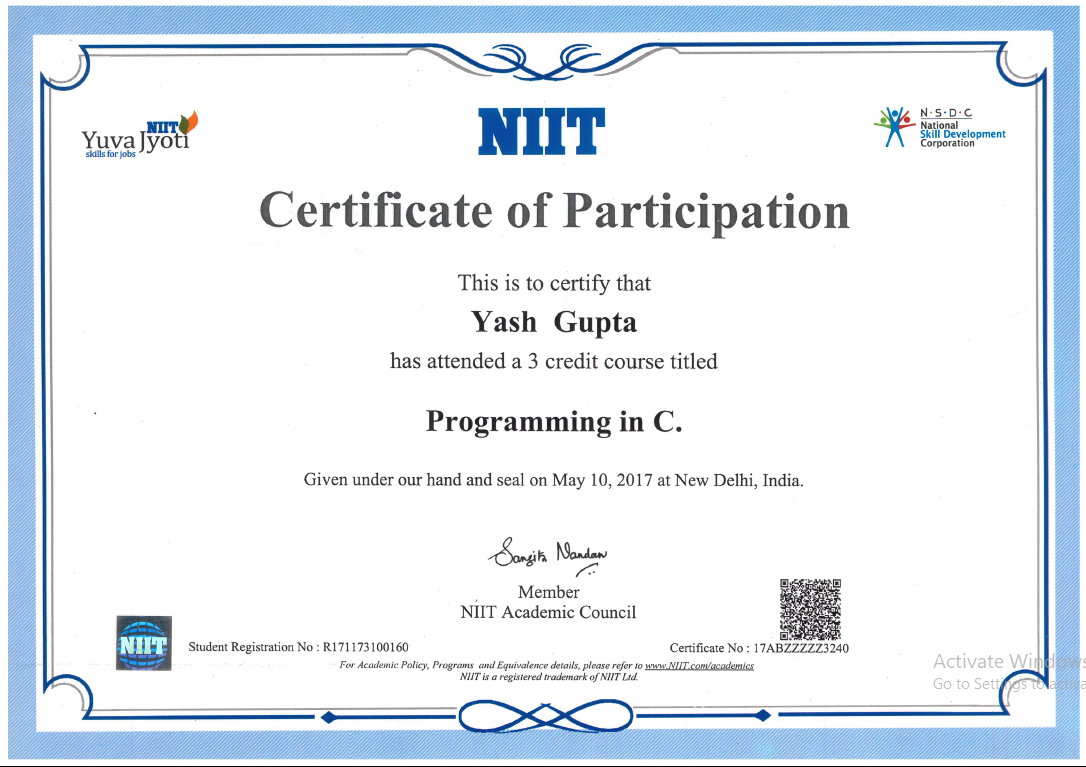 NIIT
Yuva Jyoti
skills for jobs
NIIT
N·S·D·C
National
Skill Development
Corporation
Certificate of Participation
This is to certify that
Yash Gupta
has attended a 3 credit course titled
Programming in C.
Given under our hand and seal on May 10, 2017 at New Delhi, India.
Sangita Nandan
Member
NIIT Academic Council
NIIT
Student Registration No : R171173100160
Certificate No : 17ABZZZZZ3240
For Academic Policy, Programs and Equivalence details, please refer to www.NIIT.com/academics
NIIT is a registered trademark of NIIT Ltd.
Activate Windows
Go to Settings to activa